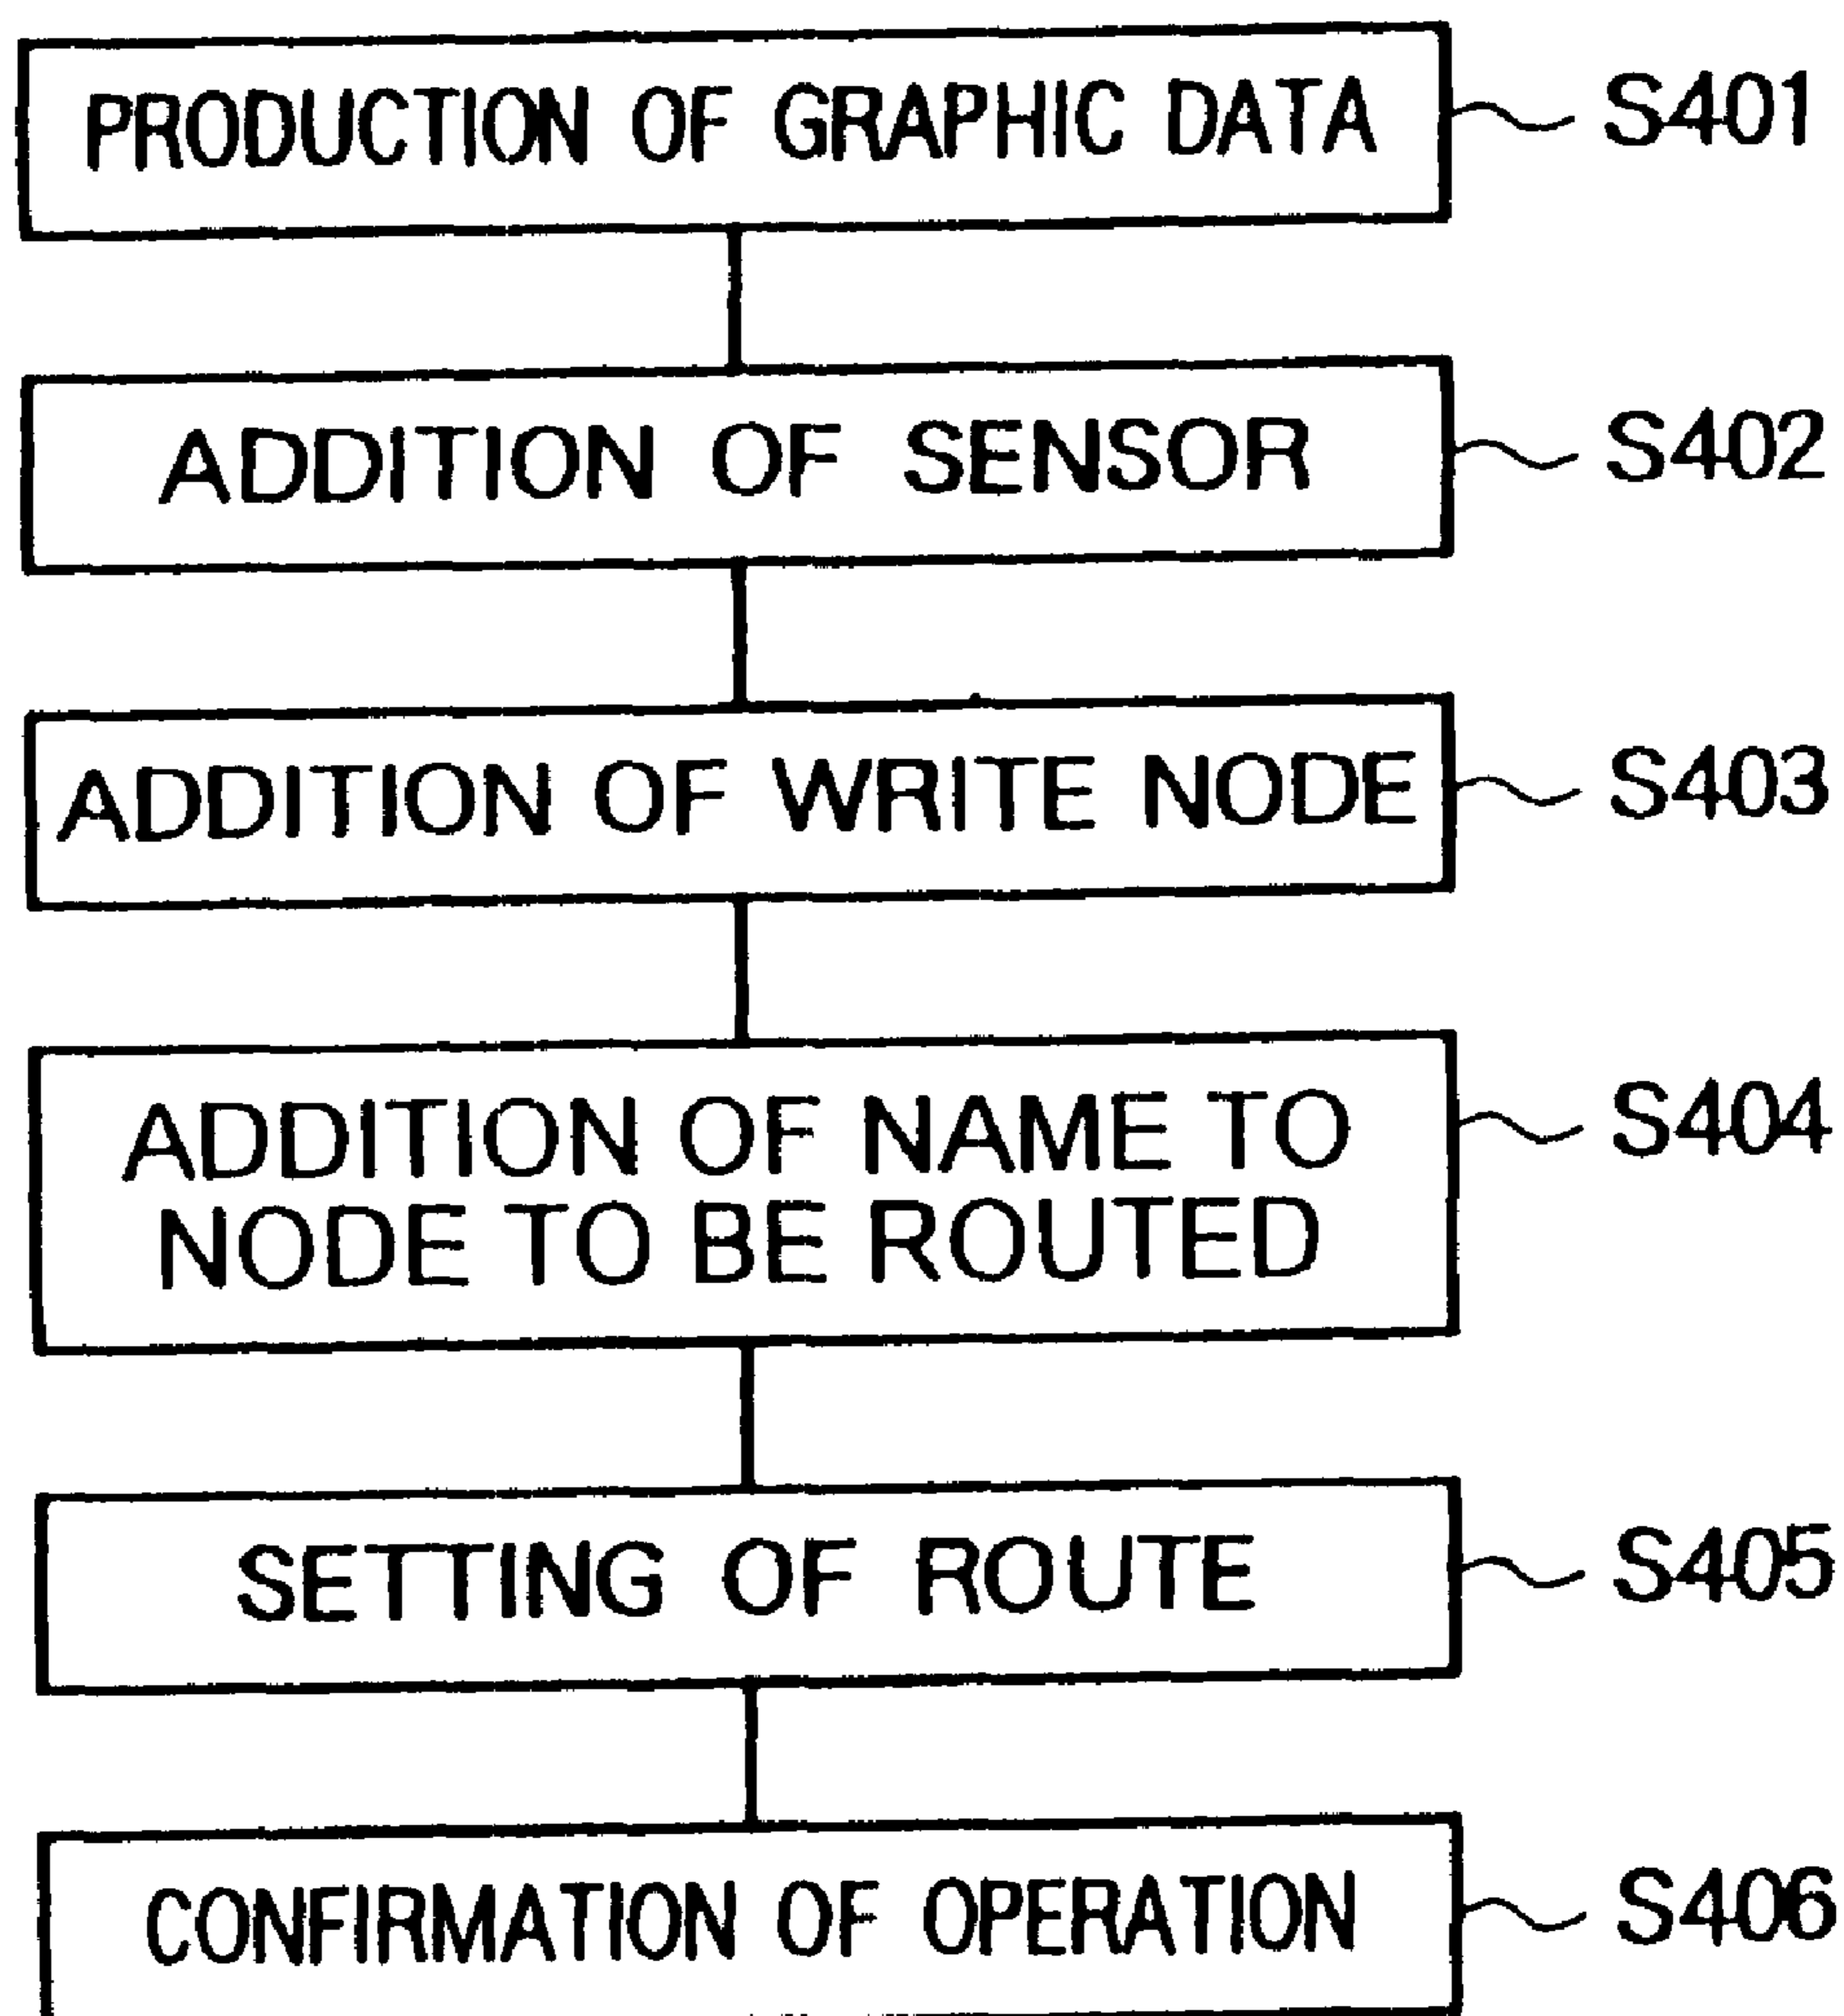 PRODUCTION OF GRAPHIC DATA S401
ADDITION OF SENSOR S402
ADDITION OF WRITE NODE S403
ADDITION OF NAME TO S404
NODE TO BE ROUTED
SETTING OF ROUTE S405
CONFIRMATION OF OPERATION S406